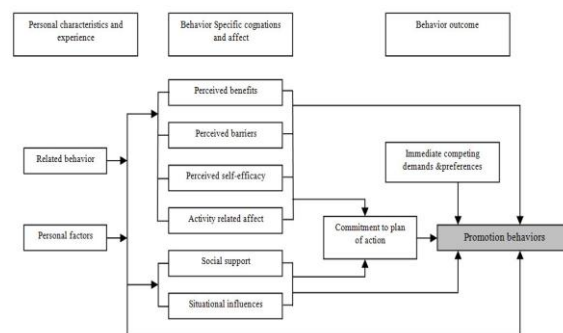 Personal characteristics and
experience
Behavior Specific cognations
and affect
Behavior outcome
Perceived benefits
Perceived barriers
Related behavior
Immediate competing
demands &preferences
Perceived self-efficacy
Activity related affect
Personal factors
Commitment to plan
of action
Promotion behaviors
Social support
Situational influences